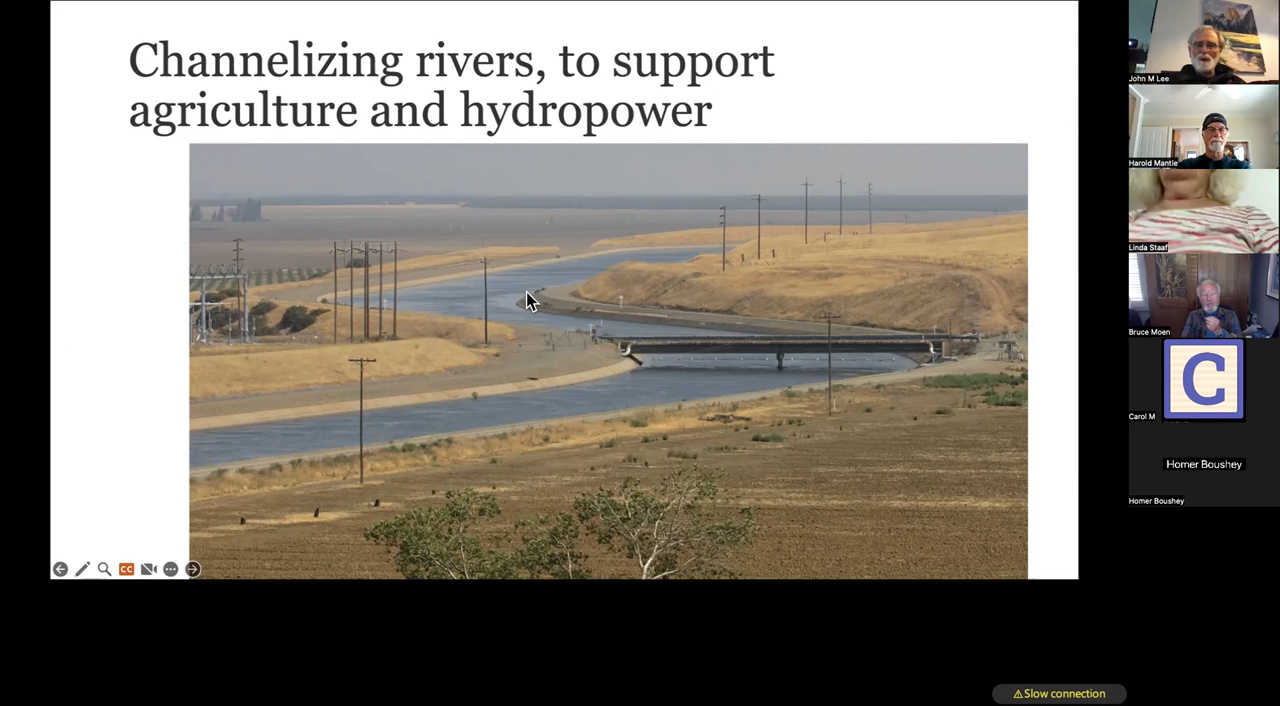 Channelizing rivers, to support
agriculture and hydropower
CC
John M Lee
Harold Mantle
Linda Staaf
Bruce Moen
C
Carol M
Homer Boushey
Homer Boushey
⚠Slow connection